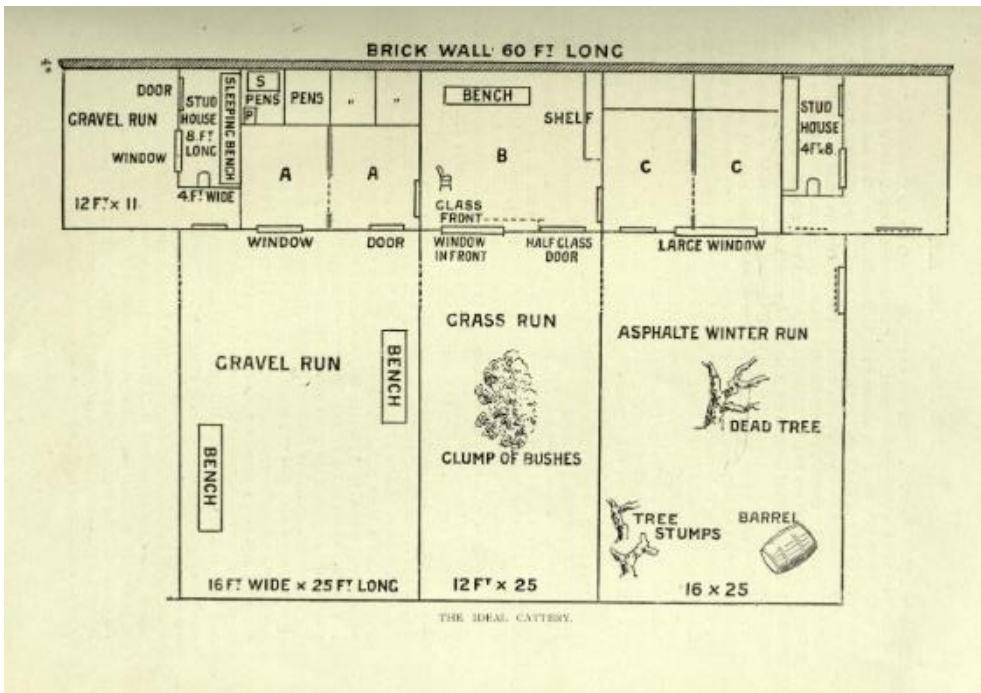 BRICK WALL 60 FT LONG
DOOR
STUD
HOUSE
8.FT
LONG
SLEEPING BENCH
S
PENS
P
PENS
"
"
GRAVEL RUN
WINDOW
12 FT x 11
4.FT WIDE
A
A
BENCH
SHELF
B
GLASS
FRONT
C
C
STUD
HOUSE
4FTx8
WINDOW
DOOR
WINDOW
IN FRONT
HALF GLASS
DOOR
LARGE WINDOW
GRAVEL RUN
BENCH
BENCH
16 FT WIDE x 25 FT LONG
GRASS RUN
CLUMP OF BUSHES
12 FT x 25
ASPHALTE WINTER RUN
DEAD TREE
TREE
STUMPS
BARREL
16 x 25
THE IDEAL CATTERY.